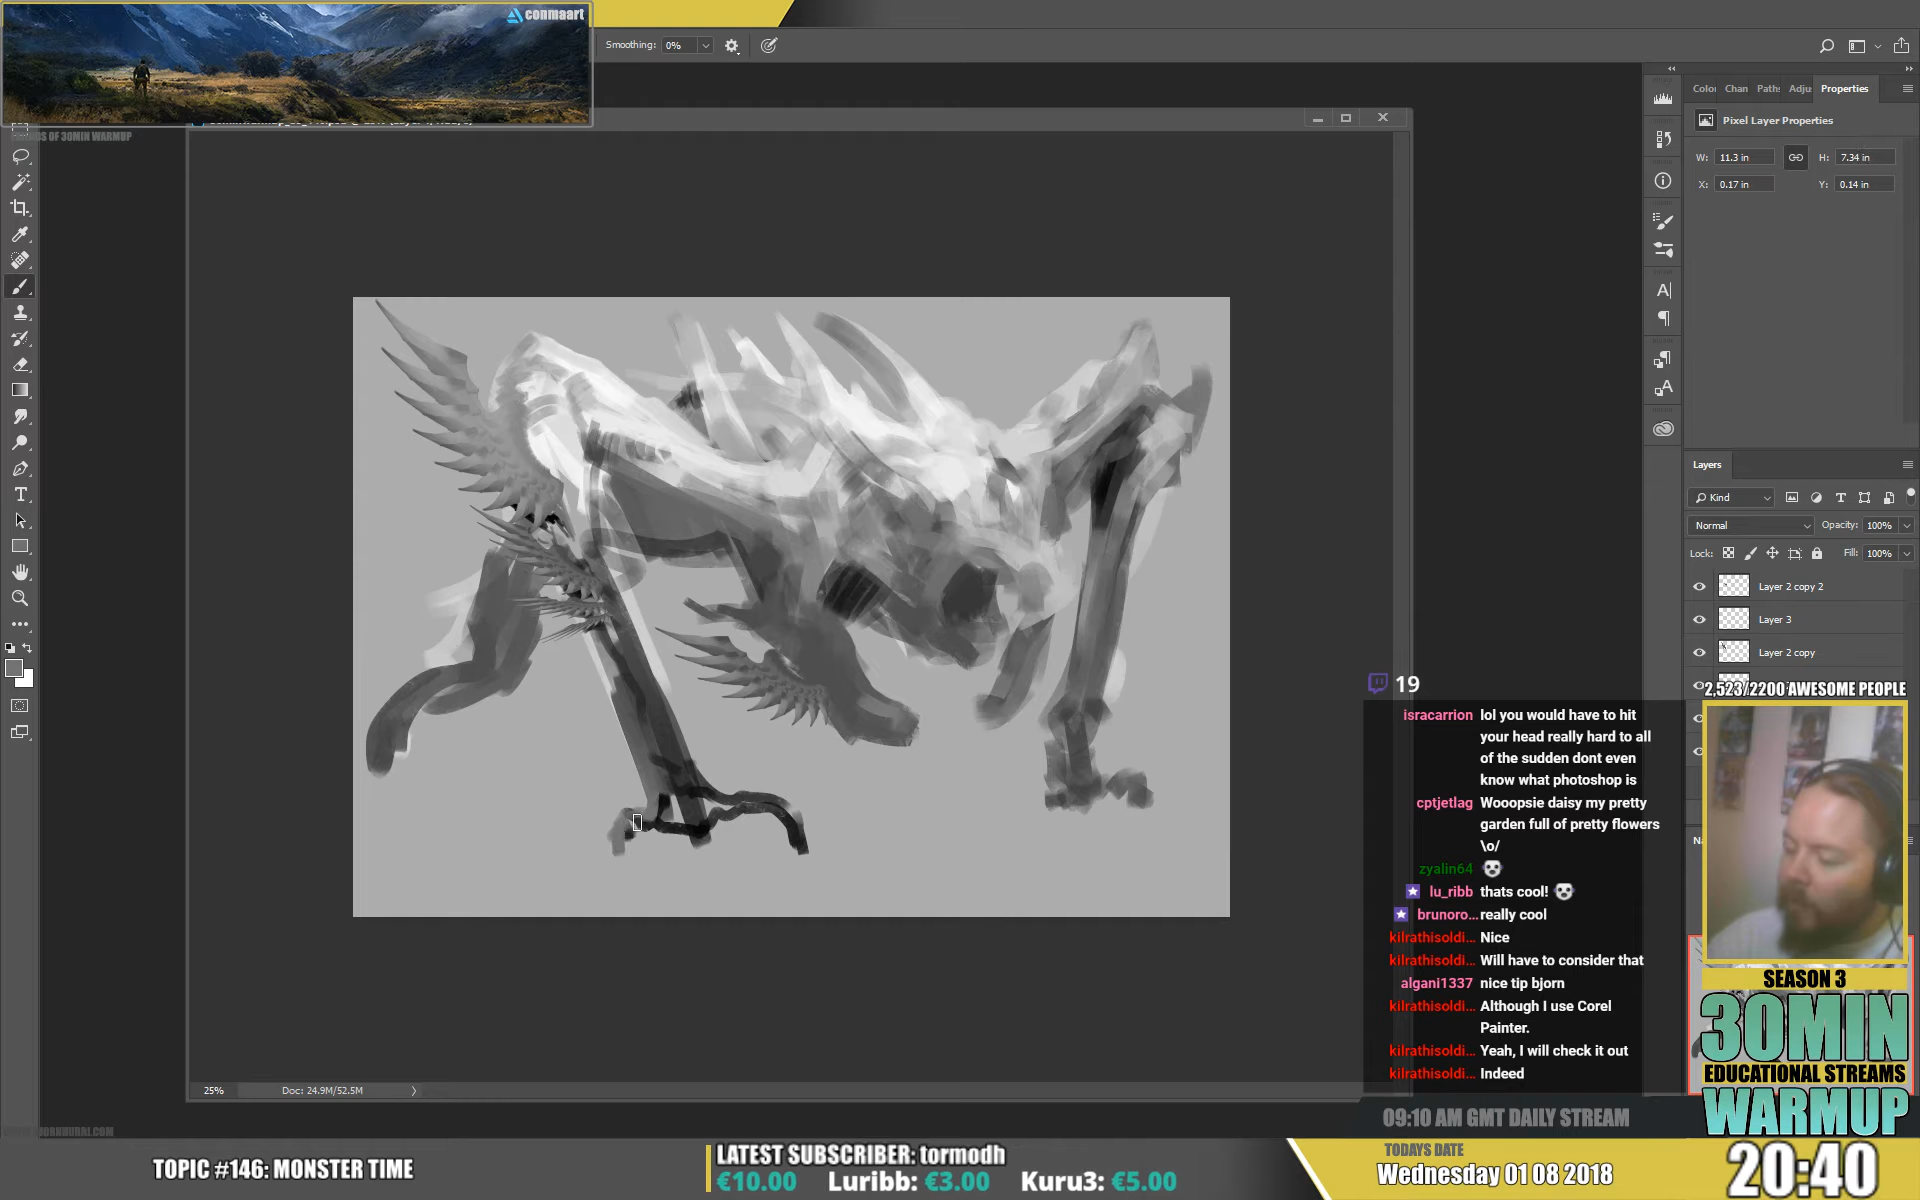 conmaart
Smoothing: 0%
OF 30MIN WARMUP
Chan
Paths
Properties
Pixel Layer Properties
W: 11.3 in
H: 7.34 in
X: 0.17 in
Y: 0.14 in
Layers
Kind
Normal
Opacity: 100%
Lock:
Fill: 100%
Layer 2 copy 2
Layer 3
Layer 2 copy
2,523/2200 AWESOME PEOPLE
19
isracarrion lol you would have to hit
your head really hard to all
of the sudden dont even
know what photoshop is
cptjetlag Wooopsie daisy my pretty
garden full of pretty flowers
\o/
zyalin64
lu_ribb thats cool!
brunoro... really cool
kilrathisoldi... Nice
kilrathisoldi... Will have to consider that
algani1337 nice tip bjorn
kilrathisoldi... Although I use Corel
Painter.
kilrathisoldi... Yeah, I will check it out
kilrathisoldi... Indeed
SEASON 3
30MIN
EDUCATIONAL STREAMS
WARMUP
25%
Doc: 24.9M/52.5M
09:10 AM GMT DAILY STREAM
TOPIC #146: MONSTER TIME
LATEST SUBSCRIBER: tormodh
€10.00 Luribb: €3.00 Kuru3: €5.00
TODAYS DATE
Wednesday 01 08 2018
20:40